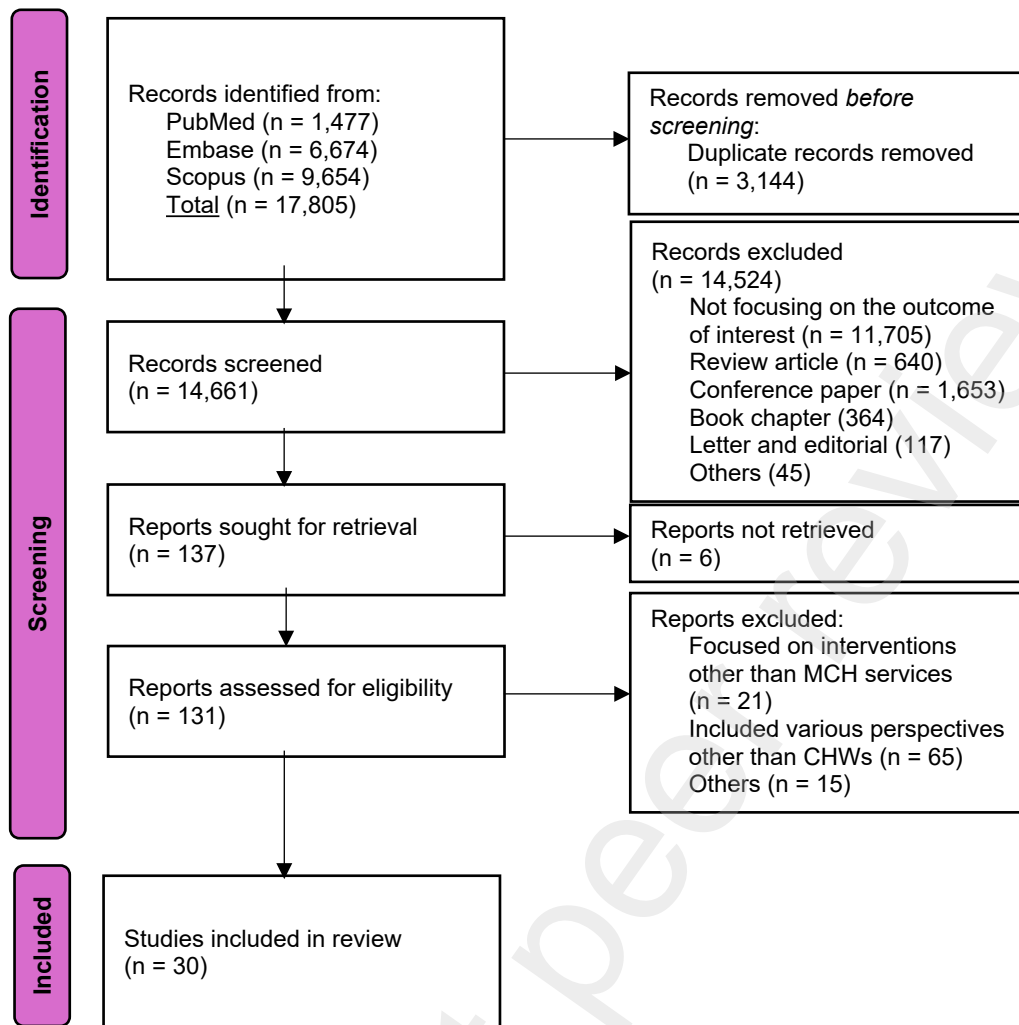 Identification
Records identified from:
PubMed (n = 1,477)
Embase (n = 6,674)
Scopus (n = 9,654)
Total (n = 17,805)
Records removed before
screening:
Duplicate records removed
(n = 3,144)
Screening
Records screened
(n = 14,661)
Records excluded
(n = 14,524)
Not focusing on the outcome
of interest (n = 11,705)
Review article (n = 640)
Conference paper (n = 1,653)
Book chapter (364)
Letter and editorial (117)
Others (45)
Reports sought for retrieval
(n = 137)
Reports not retrieved
(n = 6)
Reports assessed for eligibility
(n = 131)
Reports excluded:
Focused on interventions
other than MCH services
(n = 21)
Included various perspectives
other than CHWs (n = 65)
Others (n = 15)
Included
Studies included in review
(n = 30)
peer review